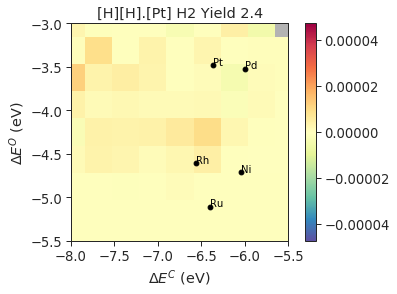 [H][H].[Pt] H2 Yield 2.4
−3.0
−3.5
−4.0
−4.5
−5.0
−5.5
ΔE^O (eV)
Pt
Pd
Rh
Ni
Ru
−8.0 −7.5 −7.0 −6.5 −6.0 −5.5
ΔE^C (eV)
0.00004
0.00002
0.00000
−0.00002
−0.00004